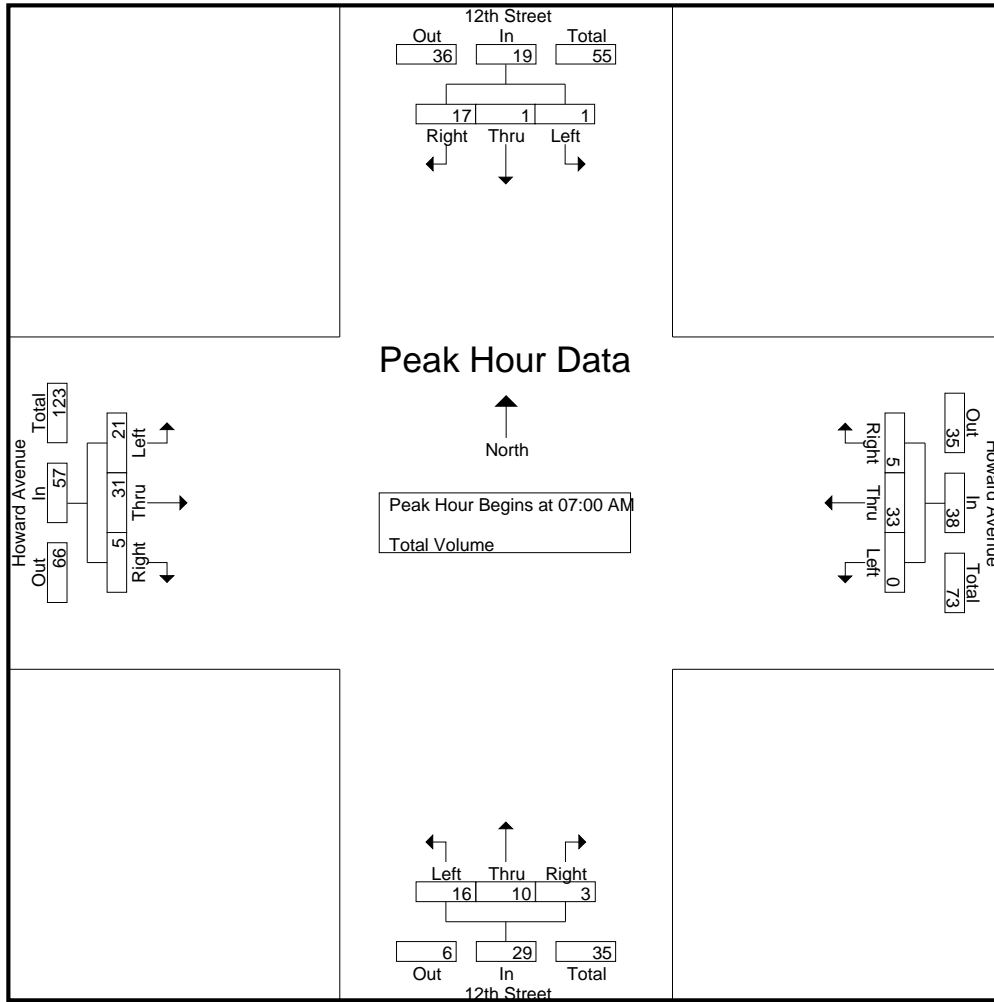 12th Street
Out In Total
36 19 55
17 1 1
Right Thru Left
Peak Hour Data
North
Peak Hour Begins at 07:00 AM
Total Volume
Howard Avenue
Out In Total
66 57 123
Left Thru Right
21 31 5
Howard Avenue
Out In Total
35 38 73
Right Thru Left
5 33 0
Left Thru Right
16 10 3
6 29 35
Out In Total
12th Street